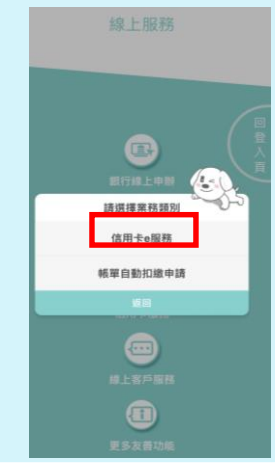 線上服務
回登入頁
銀行線上申辦
請選擇業務類別
信用卡e服務
帳單自動扣繳申請
返回
線上客戶服務
更多友善功能